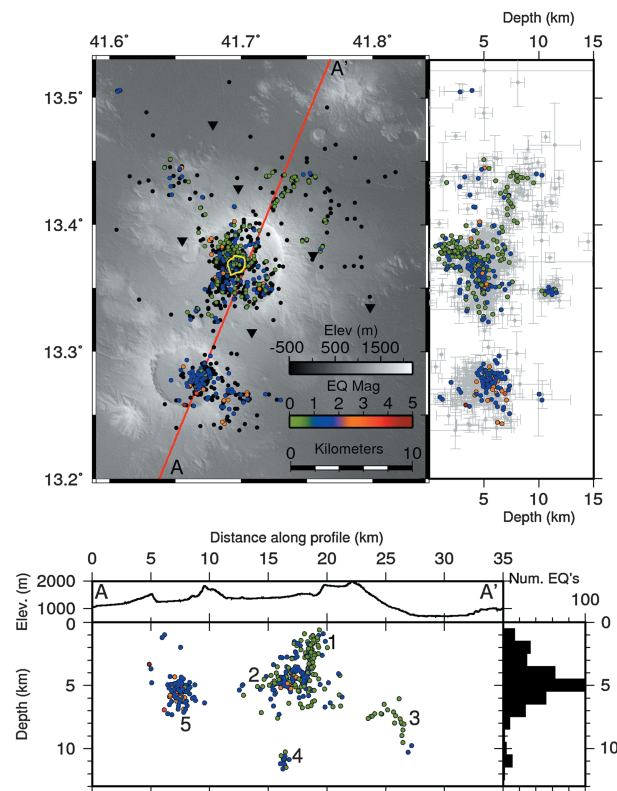 Depth (km)
41.6° 41.7° 41.8° 5 10 15
A'
13.5°
13.4°
13.3°
Elev (m)
-500 500 1500
EQ Mag
0 1 2 3 4 5
Kilometers
0 10
A
13.2°
5 10 15
Depth (km)
Distance along profile (km)
0 5 10 15 20 25 30 35
Num. EQ's
2000 A A' 100
Elev. (m)
1000
0 0
1
2
Depth (km)
5 5
3
5
4
10 10